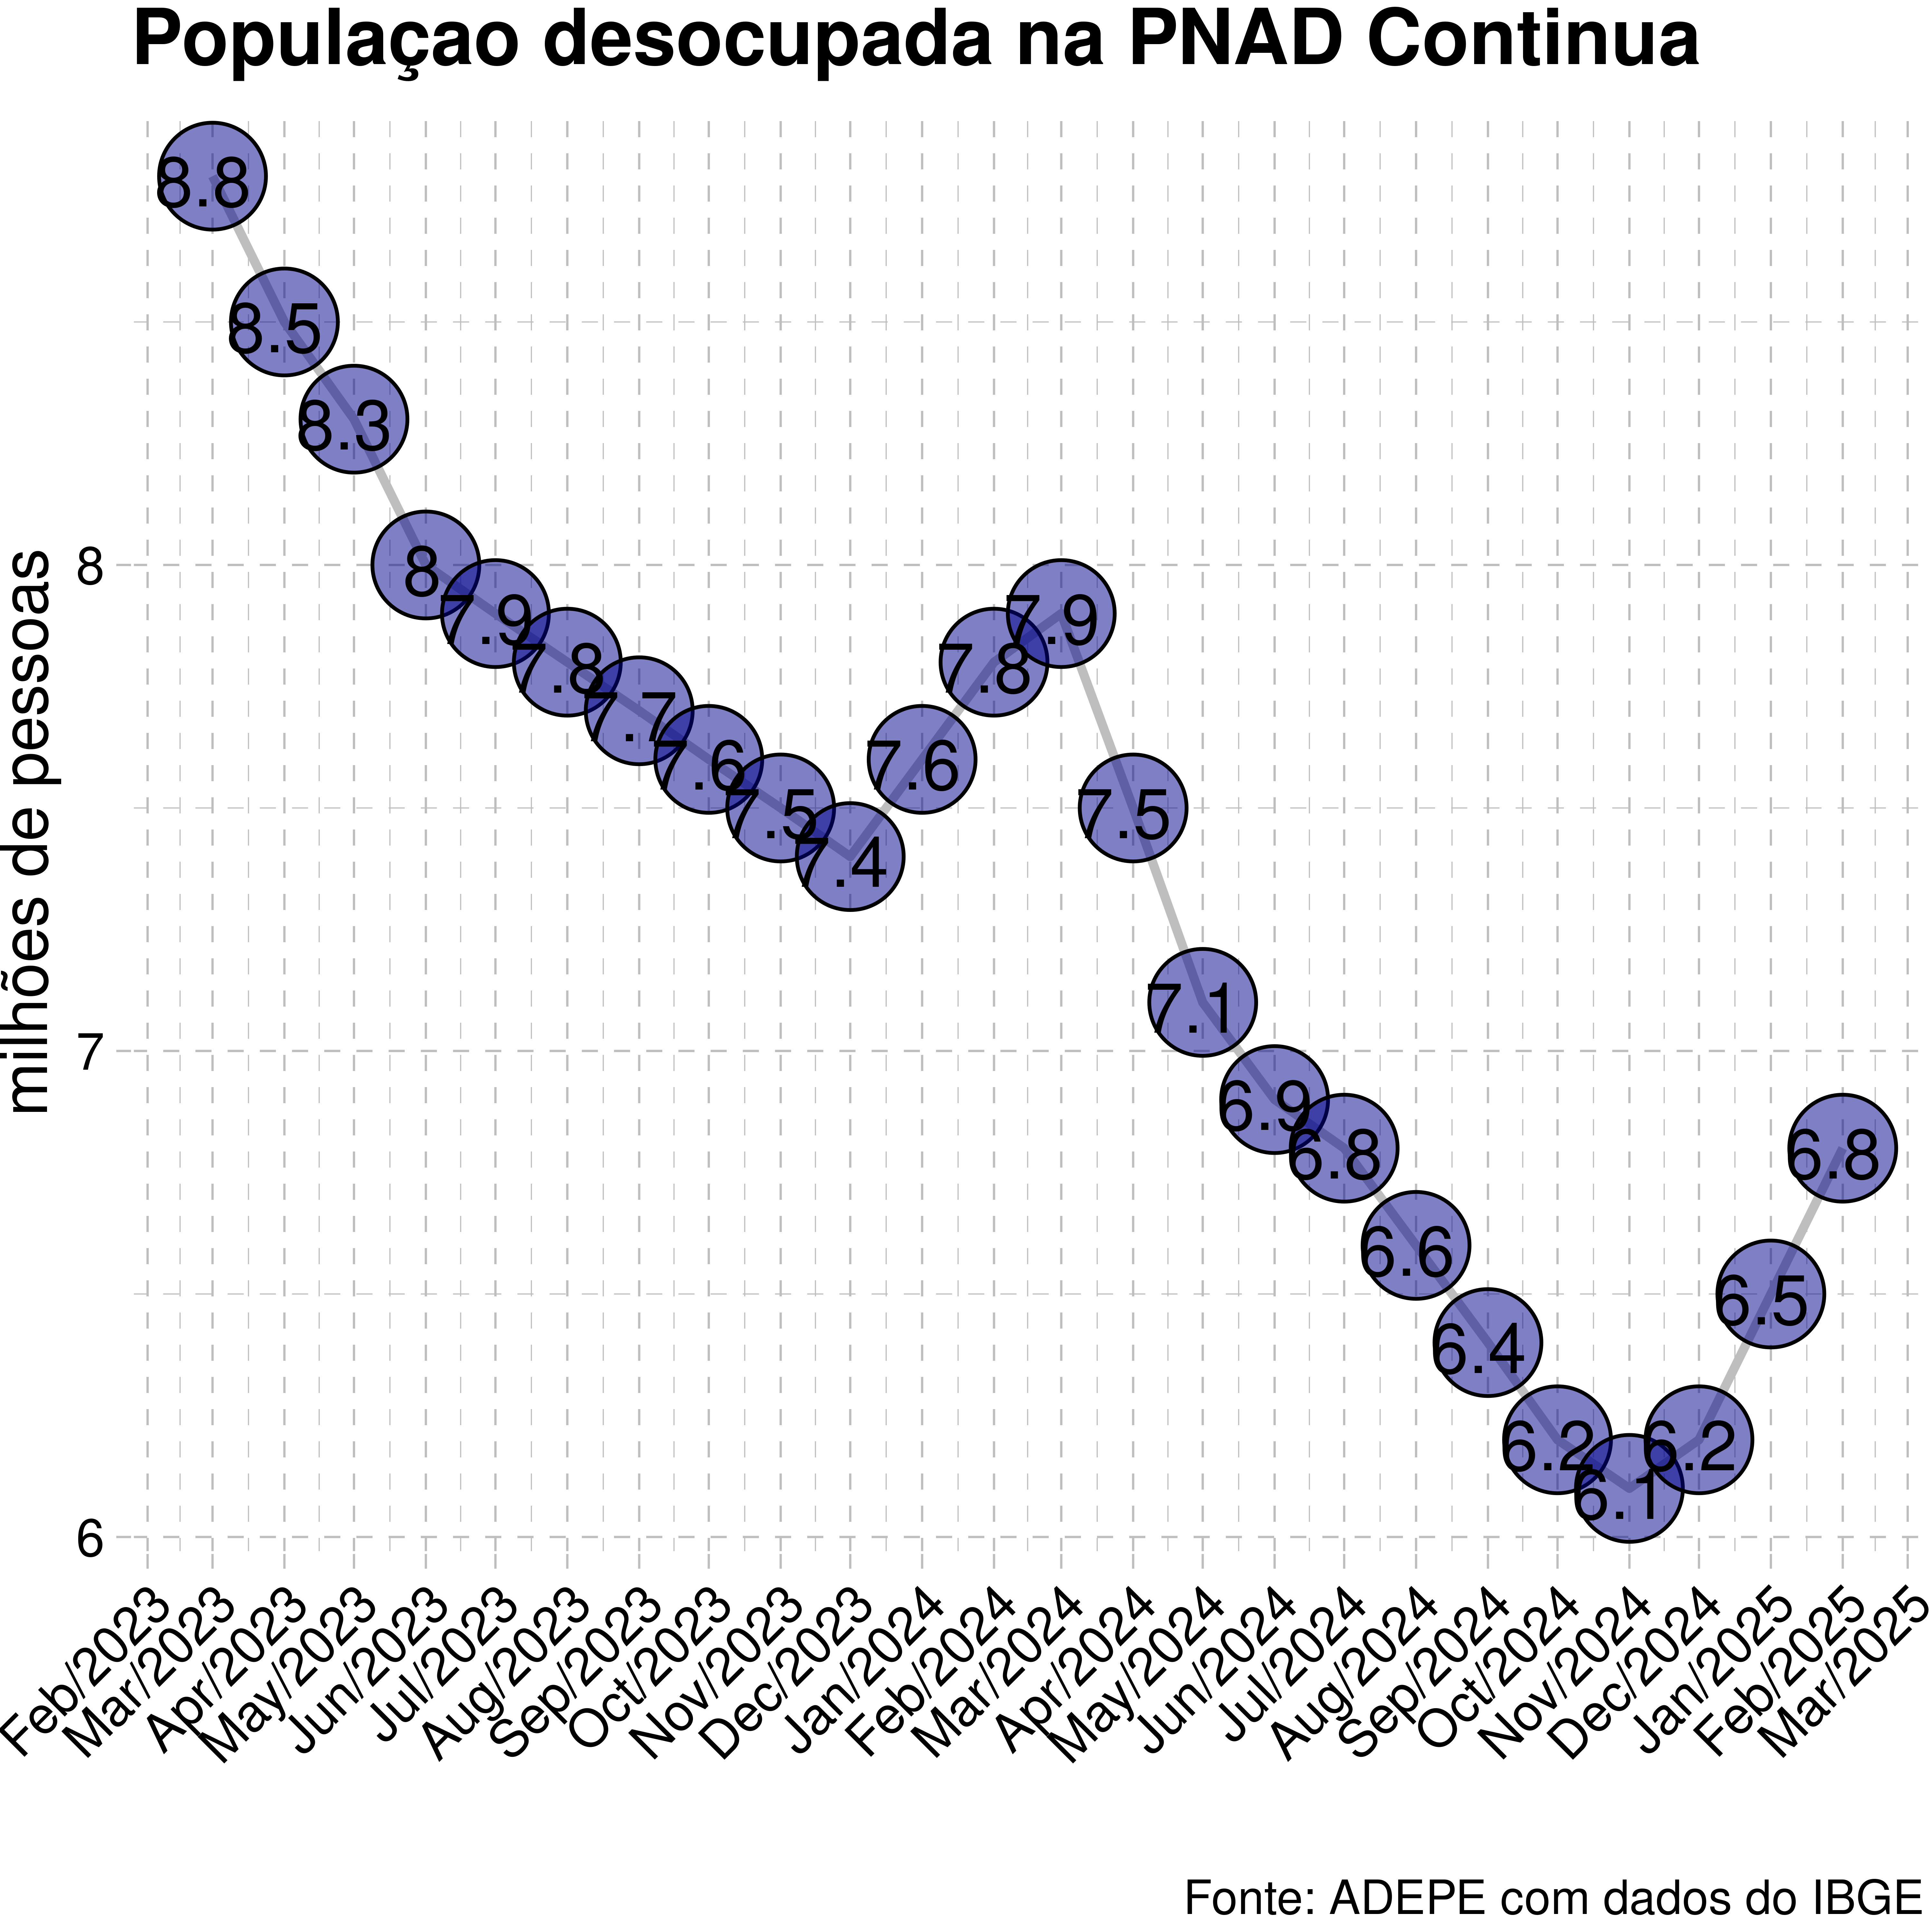 Populaçao desocupada na PNAD Continua
milhões de pessoas
8
7
6
8.8
8.5
8.3
8
7.9
7.8
7.7
7.6
7.5
7.4
7.6
7.8
7.9
7.5
7.1
6.9
6.8
6.6
6.4
6.2
6.1
6.2
6.5
6.8
Feb/2023
Mar/2023
Apr/2023
May/2023
Jun/2023
Jul/2023
Aug/2023
Sep/2023
Oct/2023
Nov/2023
Dec/2023
Jan/2024
Feb/2024
Mar/2024
Apr/2024
May/2024
Jun/2024
Jul/2024
Aug/2024
Sep/2024
Oct/2024
Nov/2024
Dec/2024
Jan/2025
Feb/2025
Mar/2025
Fonte: ADEPE com dados do IBGE